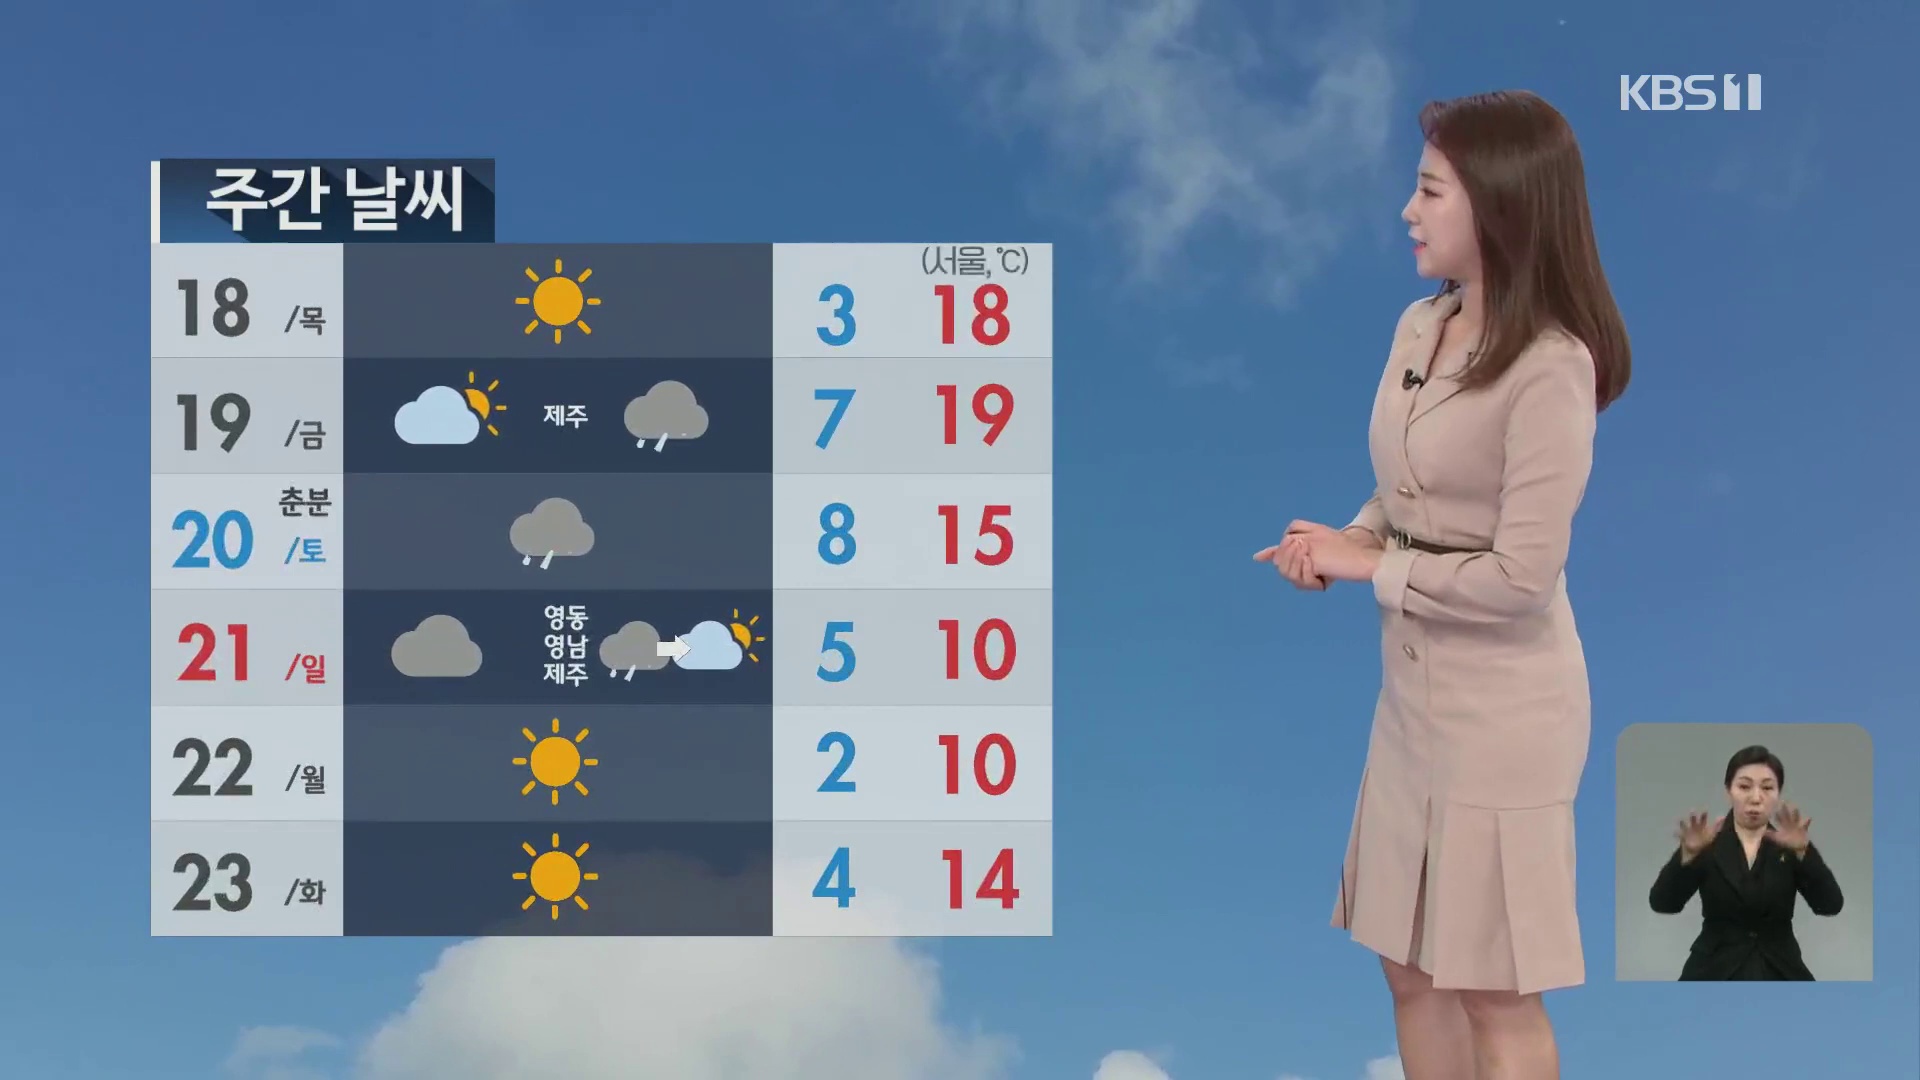 KBS 1
주간 날씨
(서울, ℃)
18 /목 3 18
19 /금 제주 7 19
춘분
20 /토 8 15
21 /일 영동 영남 제주 5 10
22 /월 2 10
23 /화 4 14